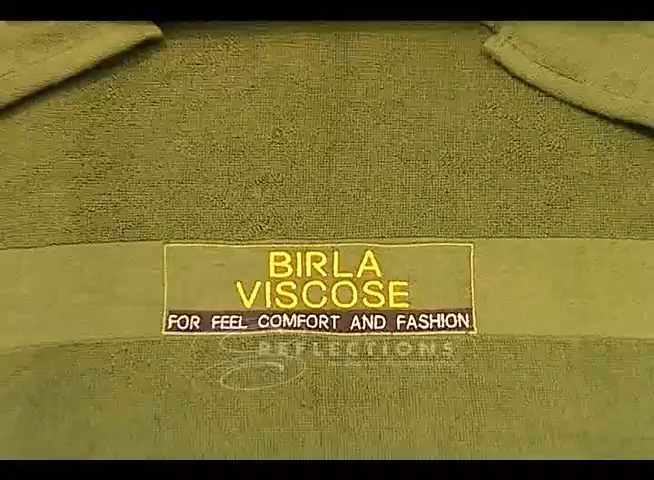 BIRLA
VISCOSE
FOR FEEL COMFORT AND FASHION
REFLECTIONS